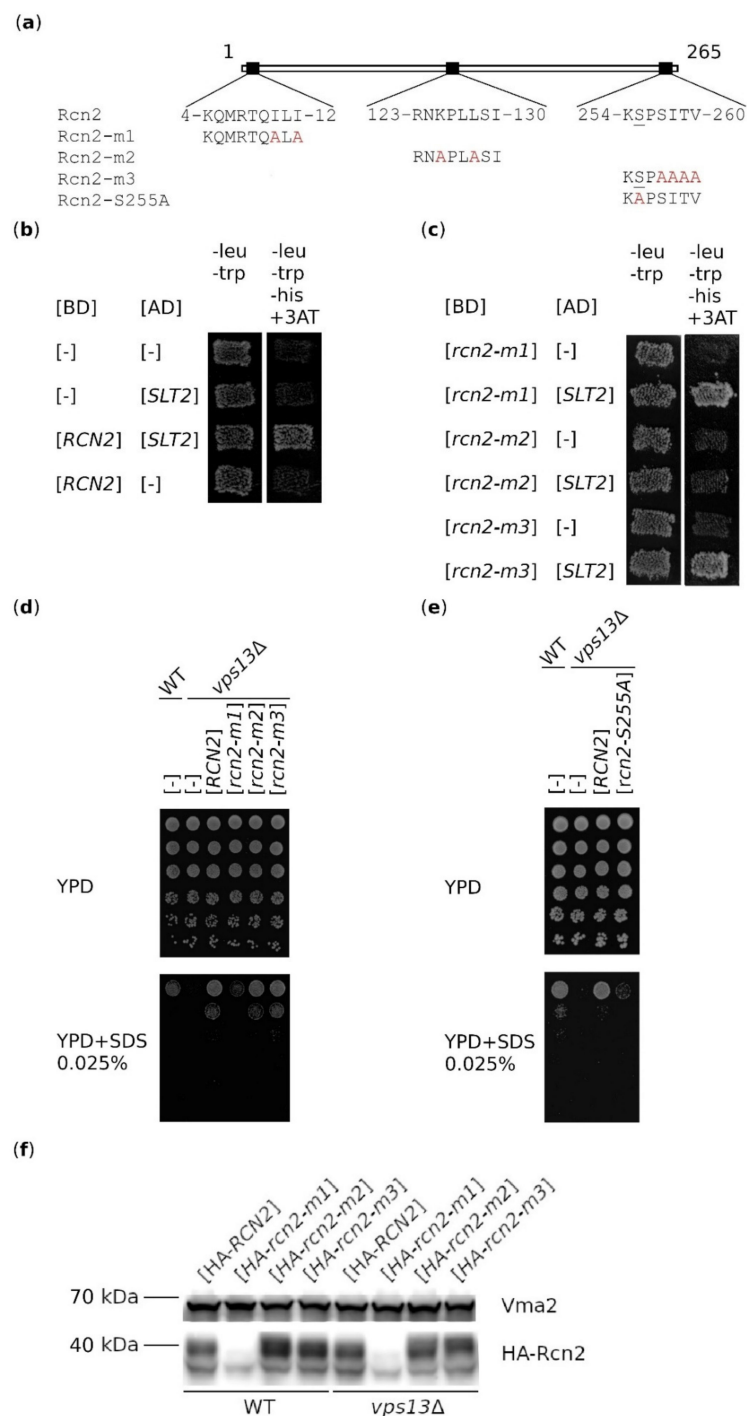 (a)
1 265
Rcn2 4-KQMRTQILI-12 123-RNKPLLSI-130 254-KSPSITV-260
Rcn2-m1 KQMRTQALA
Rcn2-m2 RNAPLASI
Rcn2-m3 KSPAAAA
Rcn2-S255A KAPSITV
(b)
-leu
-trp
-leu
-trp
-his
+3AT
[BD] [AD]
[-] [-]
[-] [SLT2]
[RCN2] [SLT2]
[RCN2] [-]
(c)
-leu
-trp
-leu
-trp
-his
+3AT
[BD] [AD]
[rcn2-m1] [-]
[rcn2-m1] [SLT2]
[rcn2-m2] [-]
[rcn2-m2] [SLT2]
[rcn2-m3] [-]
[rcn2-m3] [SLT2]
(d)
WT vps13Δ
[-] [-] [RCN2] [rcn2-m1] [rcn2-m2] [rcn2-m3]
YPD
YPD+SDS
0.025%
(e)
WT vps13Δ
[-] [-] [RCN2] [rcn2-S255A]
YPD
YPD+SDS
0.025%
(f)
[HA-RCN2] [HA-rcn2-m1] [HA-rcn2-m2] [HA-rcn2-m3] [HA-RCN2] [HA-rcn2-m1] [HA-rcn2-m2] [HA-rcn2-m3]
70 kDa Vma2
40 kDa HA-Rcn2
WT vps13Δ